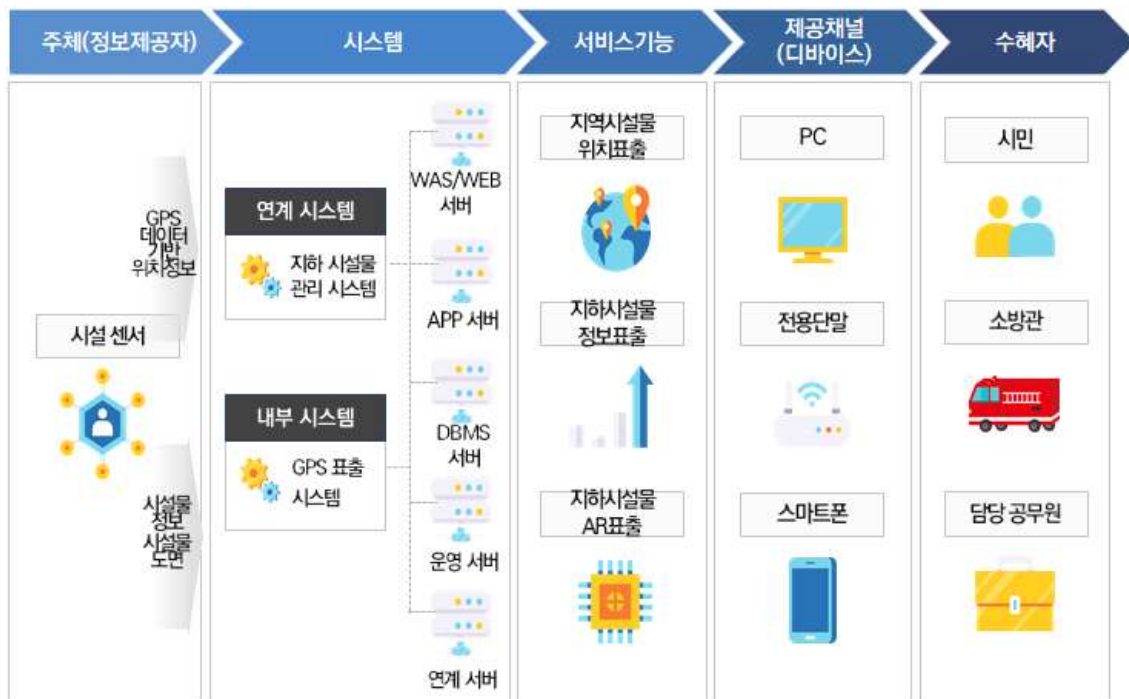 주체(정보제공자)
시스템
서비스기능
제공채널
(디바이스)
수혜자
GPS
데이터
기반
위차정보
시설 센서
시설물
정보
시설물
도면
연계 시스템
지하 시설물
관리 시스템
내부 시스템
GPS 표출
시스템
WAS/WEB
서버
APP 서버
DBMS
서버
운영 서버
연계 서버
지역시설물
위치표출
지하시설물
정보표출
지하시설물
AR표출
PC
전용단말
스마트폰
시민
소방관
담당 공무원